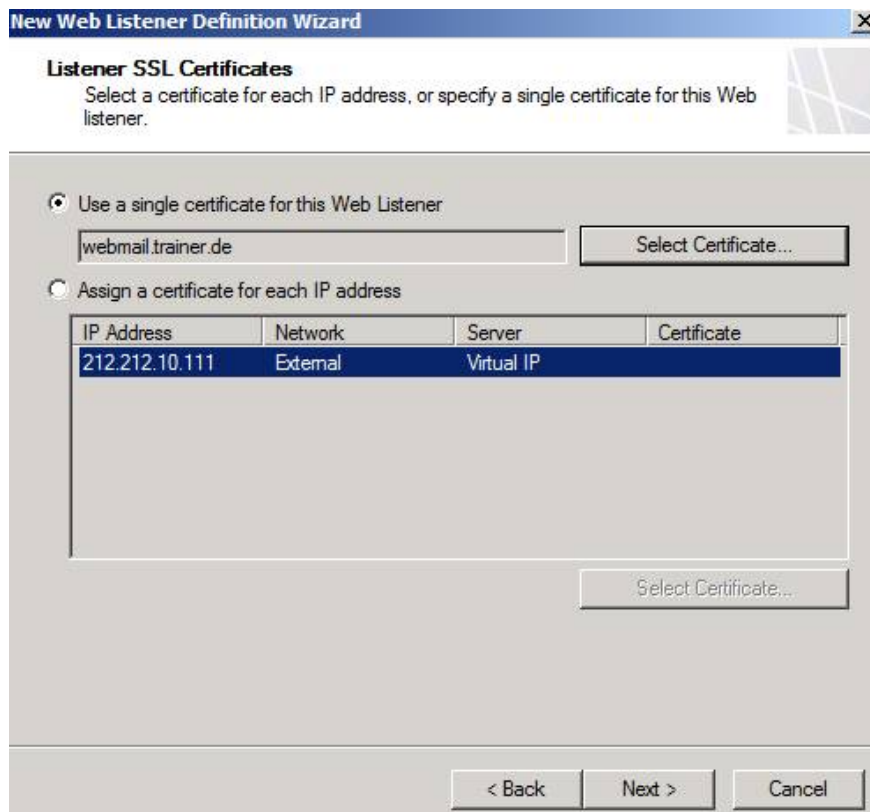 New Web Listener Definition Wizard
Listener SSL Certificates
Select a certificate for each IP address, or specify a single certificate for this Web
listener.
Use a single certificate for this Web Listener
webmail.trainer.de Select Certificate...
Assign a certificate for each IP address
IP Address Network Server Certificate
212.212.10.111 External Virtual IP
Select Certificate...
< Back Next > Cancel